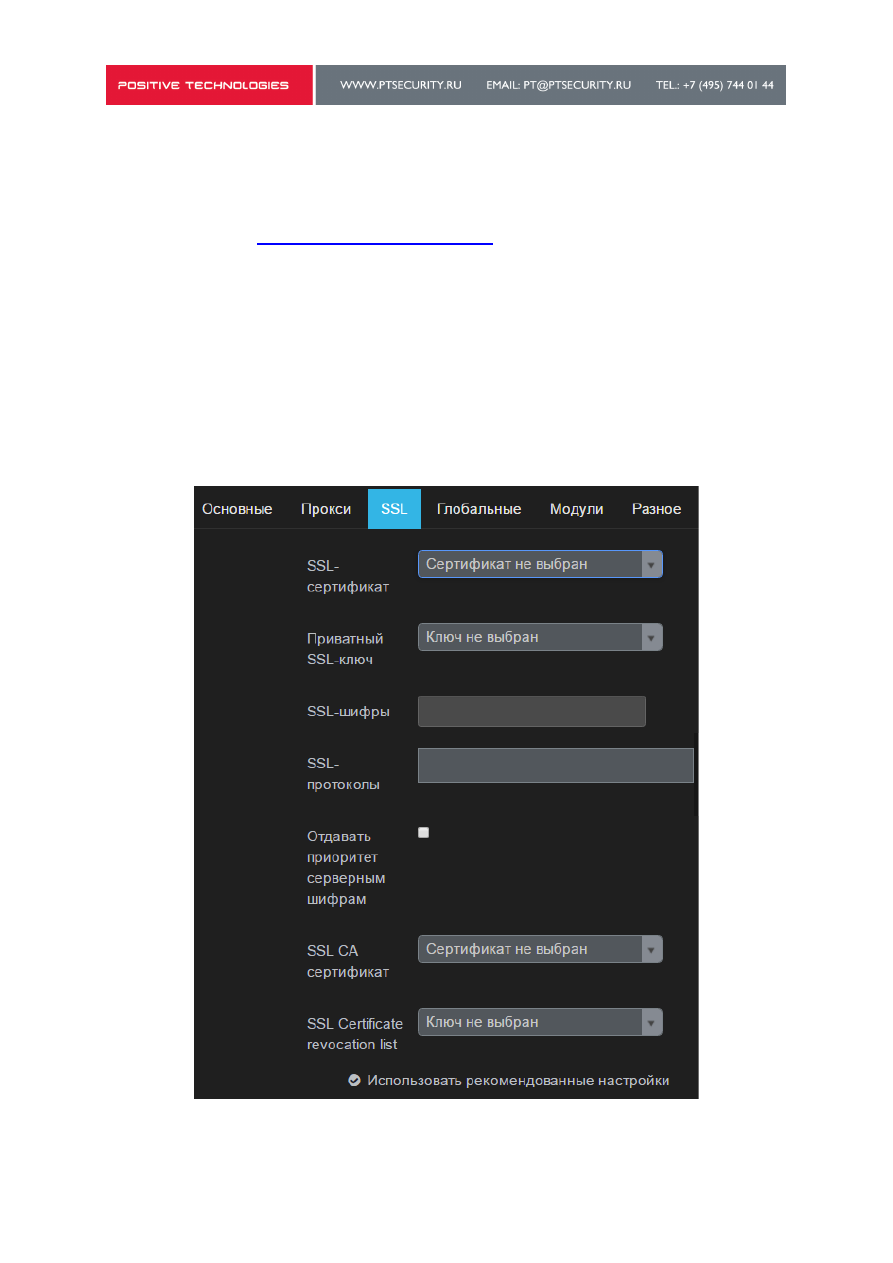 POSITIVE TECHNOLOGIES WWW.PTSECURITY.RU EMAIL: PT@PTSECURITY.RU TEL.: +7 (495) 744 01 44
Основные Прокси SSL Глобальные Модули Разное
SSL-
сертификат
Сертификат не выбран
Приватный
SSL-ключ
Ключ не выбран
SSL-шифры
SSL-
протоколы
Отдавать
приоритет
серверным
шифрам
SSL CA
сертификат
Сертификат не выбран
SSL Certificate
revocation list
Ключ не выбран
Использовать рекомендованные настройки